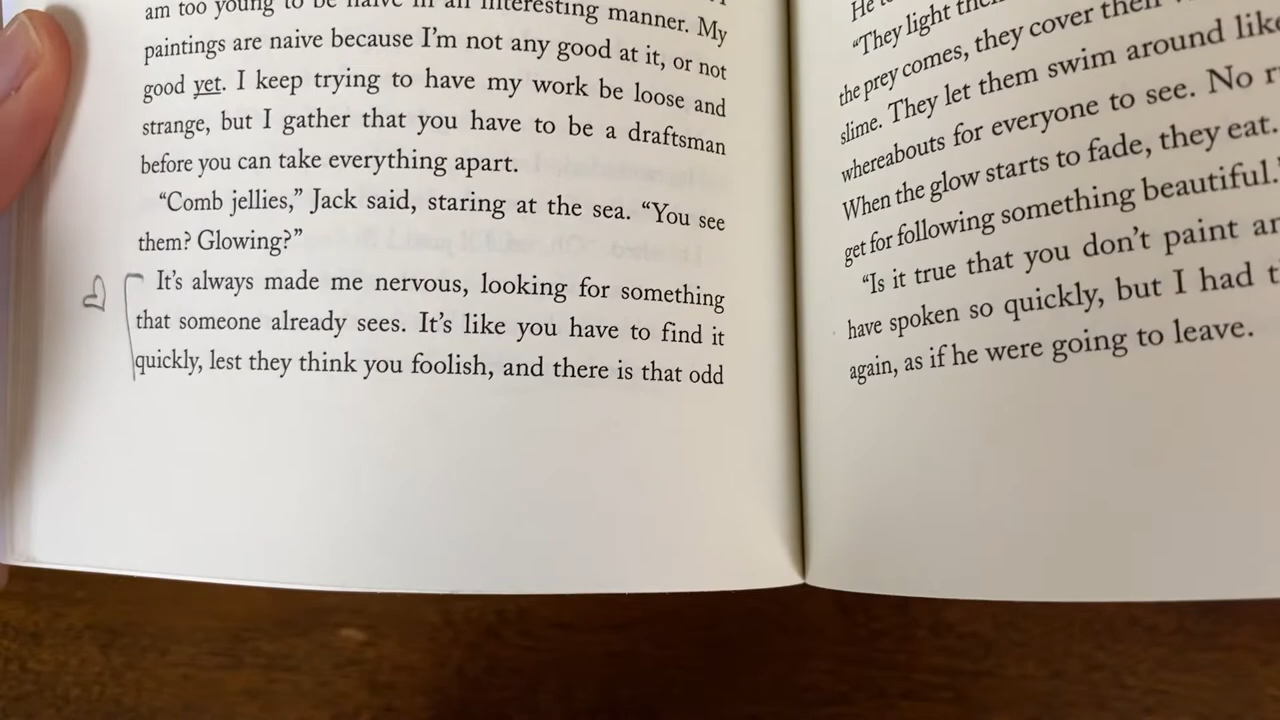 am too young to be naive in an interesting manner. My
paintings are naive because I’m not any good at it, or not
good yet. I keep trying to have my work be loose and
strange, but I gather that you have to be a draftsman
before you can take everything apart.
“Comb jellies,” Jack said, staring at the sea. “You see
them? Glowing?”
It’s always made me nervous, looking for something
that someone already sees. It’s like you have to find it
quickly, lest they think you foolish, and there is that odd
He
“They light
the prey comes, they cover their
slime. They let them swim around like
whereabouts for everyone to see. No
When the glow starts to fade, they eat.
get for following something beautiful.
“Is it true that you don’t paint
have spoken so quickly, but I had
again, as if he were going to leave.